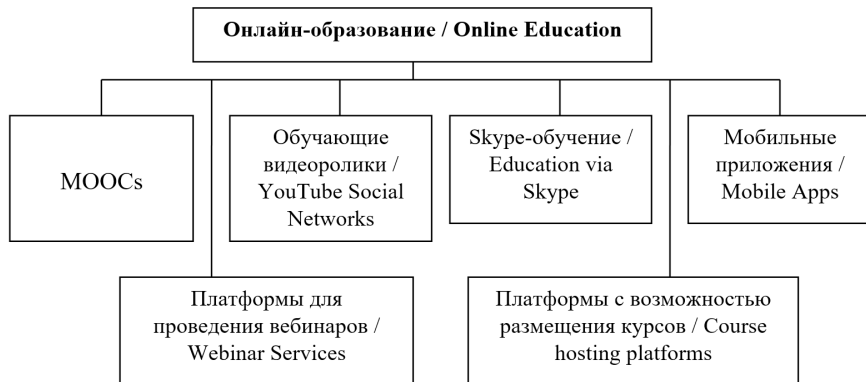 Онлайн-образование / Online Education
MOOCs
Обучающие
видеоролики /
YouTube Social
Networks
Skype-обучение /
Education via
Skype
Мобильные
приложения /
Mobile Apps
Платформы для
проведения вебинаров /
Webinar Services
Платформы с возможностью
размещения курсов / Course
hosting platforms